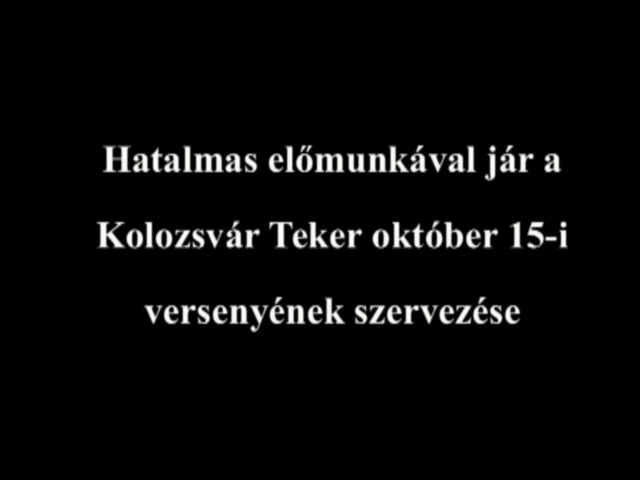 Hatalmas előmunkával jár a
Kolozsvár Teker október 15-i
versenyének szervezése